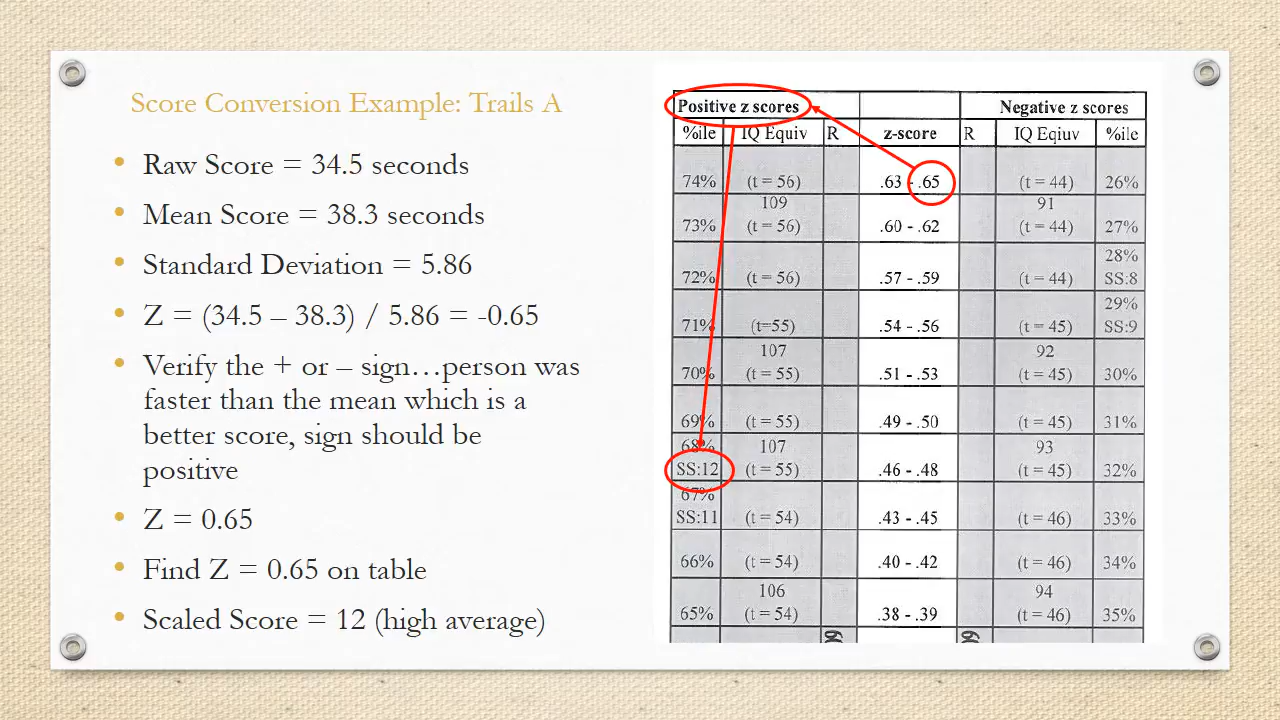 Score Conversion Example: Trails A
• Raw Score = 34.5 seconds
• Mean Score = 38.3 seconds
• Standard Deviation = 5.86
• Z = (34.5 – 38.3) / 5.86 = -0.65
• Verify the + or – sign…person was
faster than the mean which is a
better score, sign should be
positive
• Z = 0.65
• Find Z = 0.65 on table
• Scaled Score = 12 (high average)
Positive z scores Negative z scores
%ile IQ Equiv R z-score R IQ Eqiuv %ile
74% (t = 56) .63 - .65 (t = 44) 26%
109 91
73% (t = 56) .60 - .62 (t = 44) 27%
28%
72% (t = 56) .57 - .59 (t = 44) SS:8
29%
71% (t=55) .54 - .56 (t = 45) SS:9
107 92
70% (t = 55) .51 - .53 (t = 45) 30%
69% (t = 55) .49 - .50 (t = 45) 31%
68% 107 93
SS:12 (t = 55) .46 - .48 (t = 45) 32%
67%
SS:11 (t = 54) .43 - .45 (t = 46) 33%
66% (t = 54) .40 - .42 (t = 46) 34%
106 94
65% (t = 54) .38 - .39 (t = 46) 35%